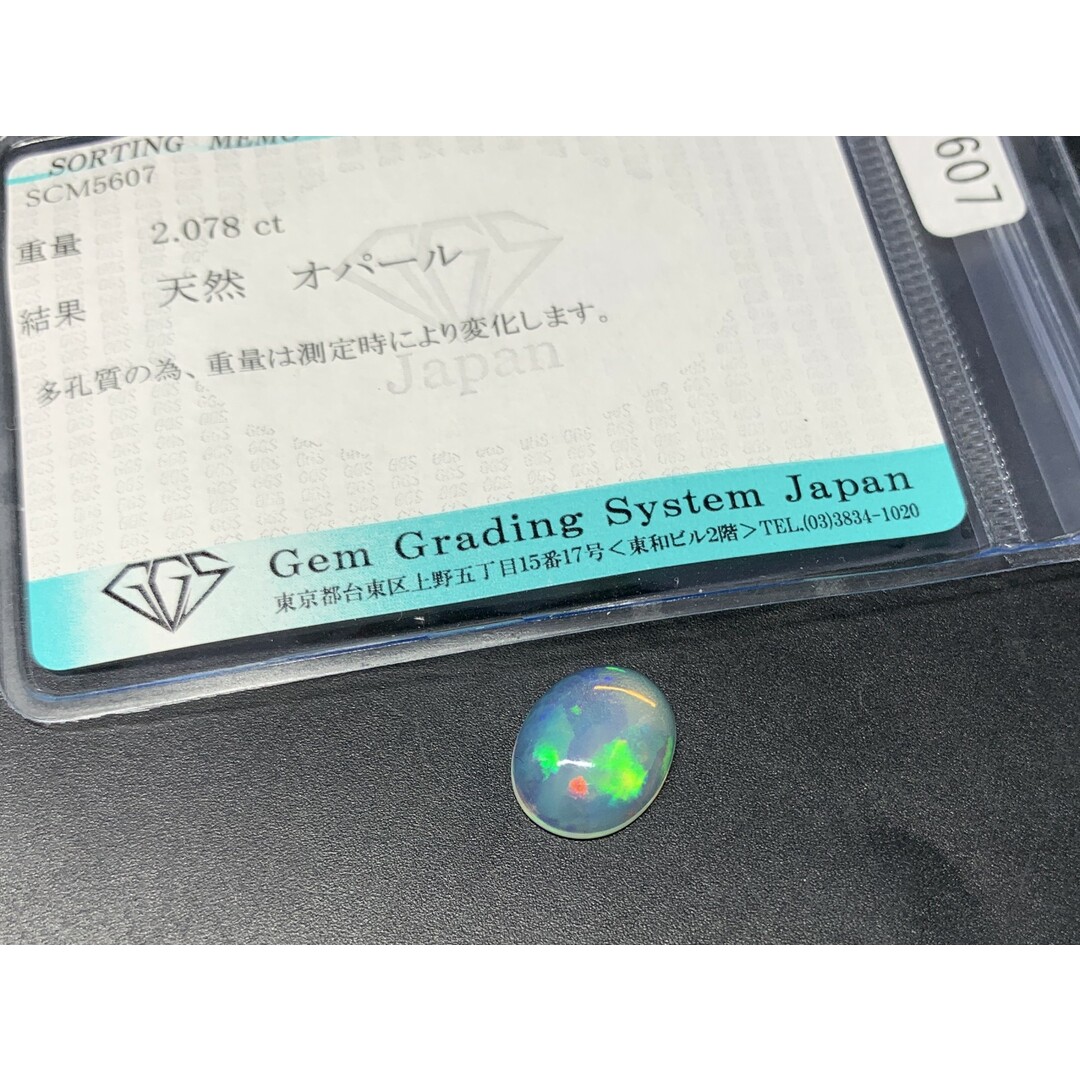 SORTING MEMO
SCM5607
重量 2.078 ct
結果 天然 オパール
多孔質の為、重量は測定時により変化します。
GGS
Japan
Gem Grading System Japan
東京都台東区上野五丁目15番17号<東和ビル2階>TEL.(03)3834-1020
GGS
607